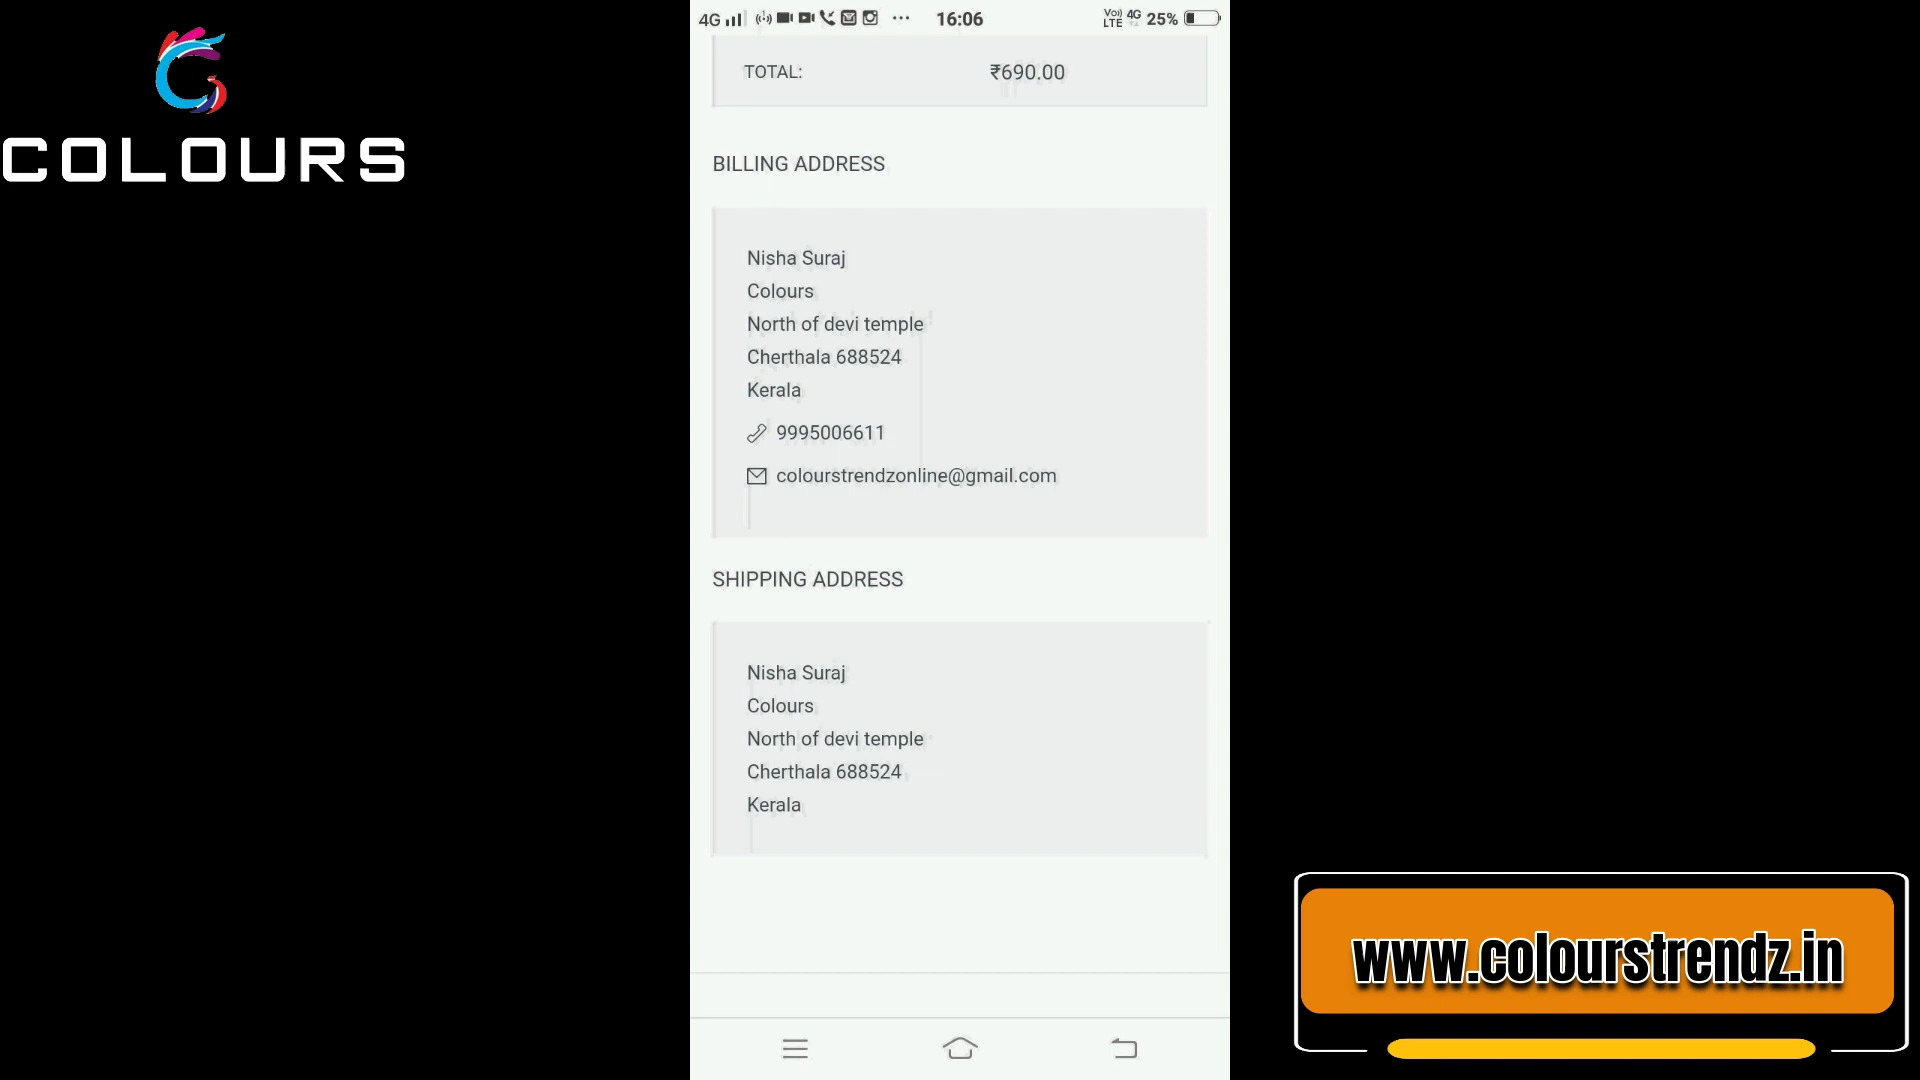 COLOURS
4G 16:06 Vo) LTE 4G 25%
TOTAL: ₹690.00
BILLING ADDRESS
Nisha Suraj
Colours
North of devi temple
Cherthala 688524
Kerala
9995006611
colourstrendzonline@gmail.com
SHIPPING ADDRESS
Nisha Suraj
Colours
North of devi temple
Cherthala 688524
Kerala
www.colourstrendz.in